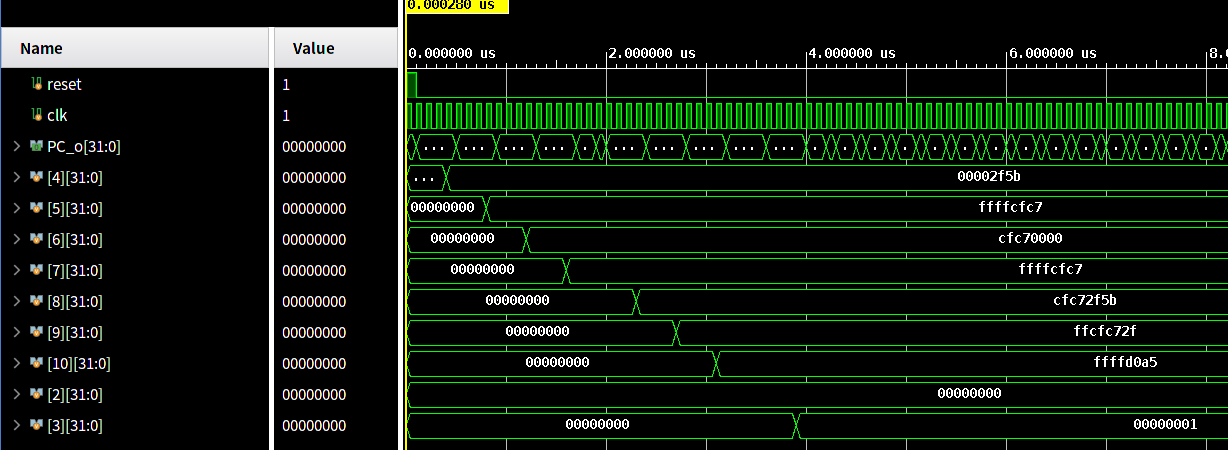 0.000280 us
Name Value 0.000000 us 2.000000 us 4.000000 us 6.000000 us 8.0
reset 1
clk 1
PC_o[31:0] 00000000 ... ... ... ... ... . ... ... ... ... ... . . . . . . . . . .
[4][31:0] 00000000 ... 00002f5b
[5][31:0] 00000000 00000000 ffffcfc7
[6][31:0] 00000000 00000000 cfc70000
[7][31:0] 00000000 00000000 ffffcfc7
[8][31:0] 00000000 00000000 cfc72f5b
[9][31:0] 00000000 00000000 ffcfc72f
[10][31:0] 00000000 00000000 ffffd0a5
[2][31:0] 00000000 00000000
[3][31:0] 00000000 00000000 00000001